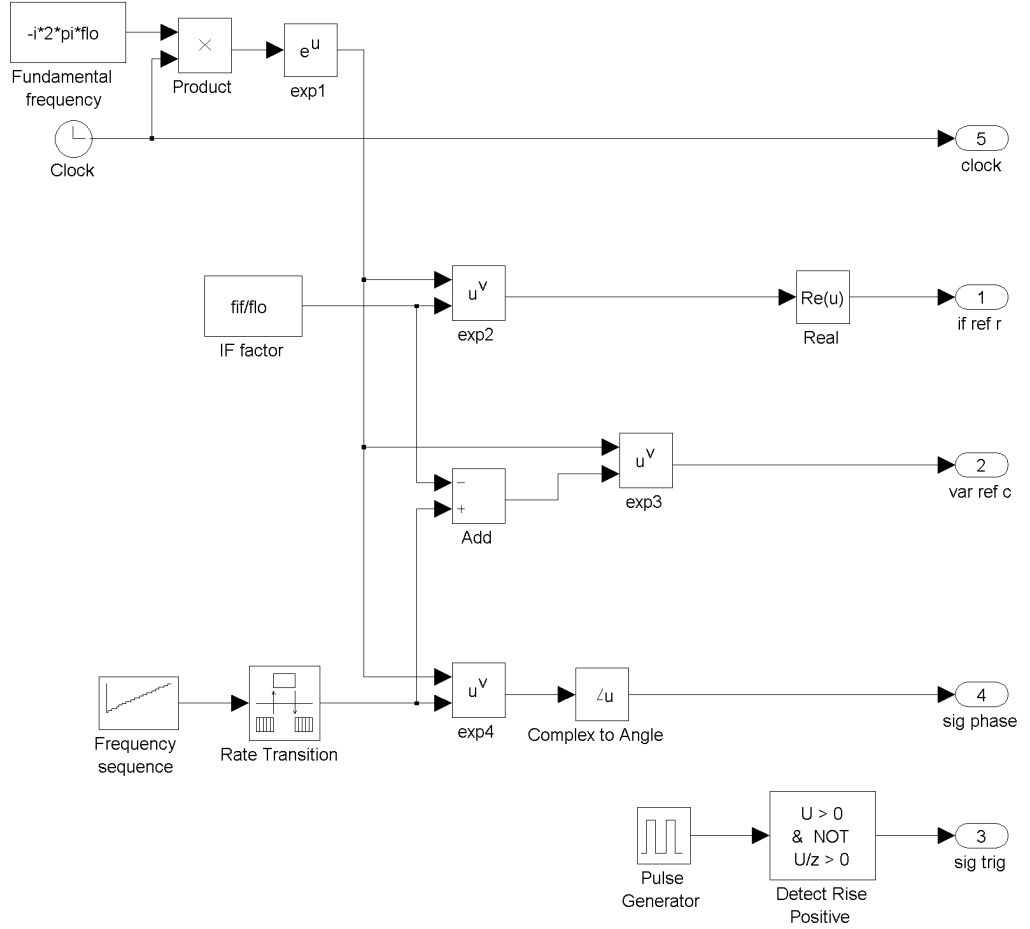 -i*2*pi*flo
Fundamental
frequency
×
Product
e^u
exp1
Clock
5
clock
fif/flo
IF factor
u^v
exp2
Re(u)
Real
1
if ref r
u^v
exp3
2
var ref c
−
+
Add
Frequency
sequence
Rate Transition
u^v
exp4
∠u
Complex to Angle
4
sig phase
Pulse
Generator
U > 0
& NOT
U/z > 0
Detect Rise
Positive
3
sig trig